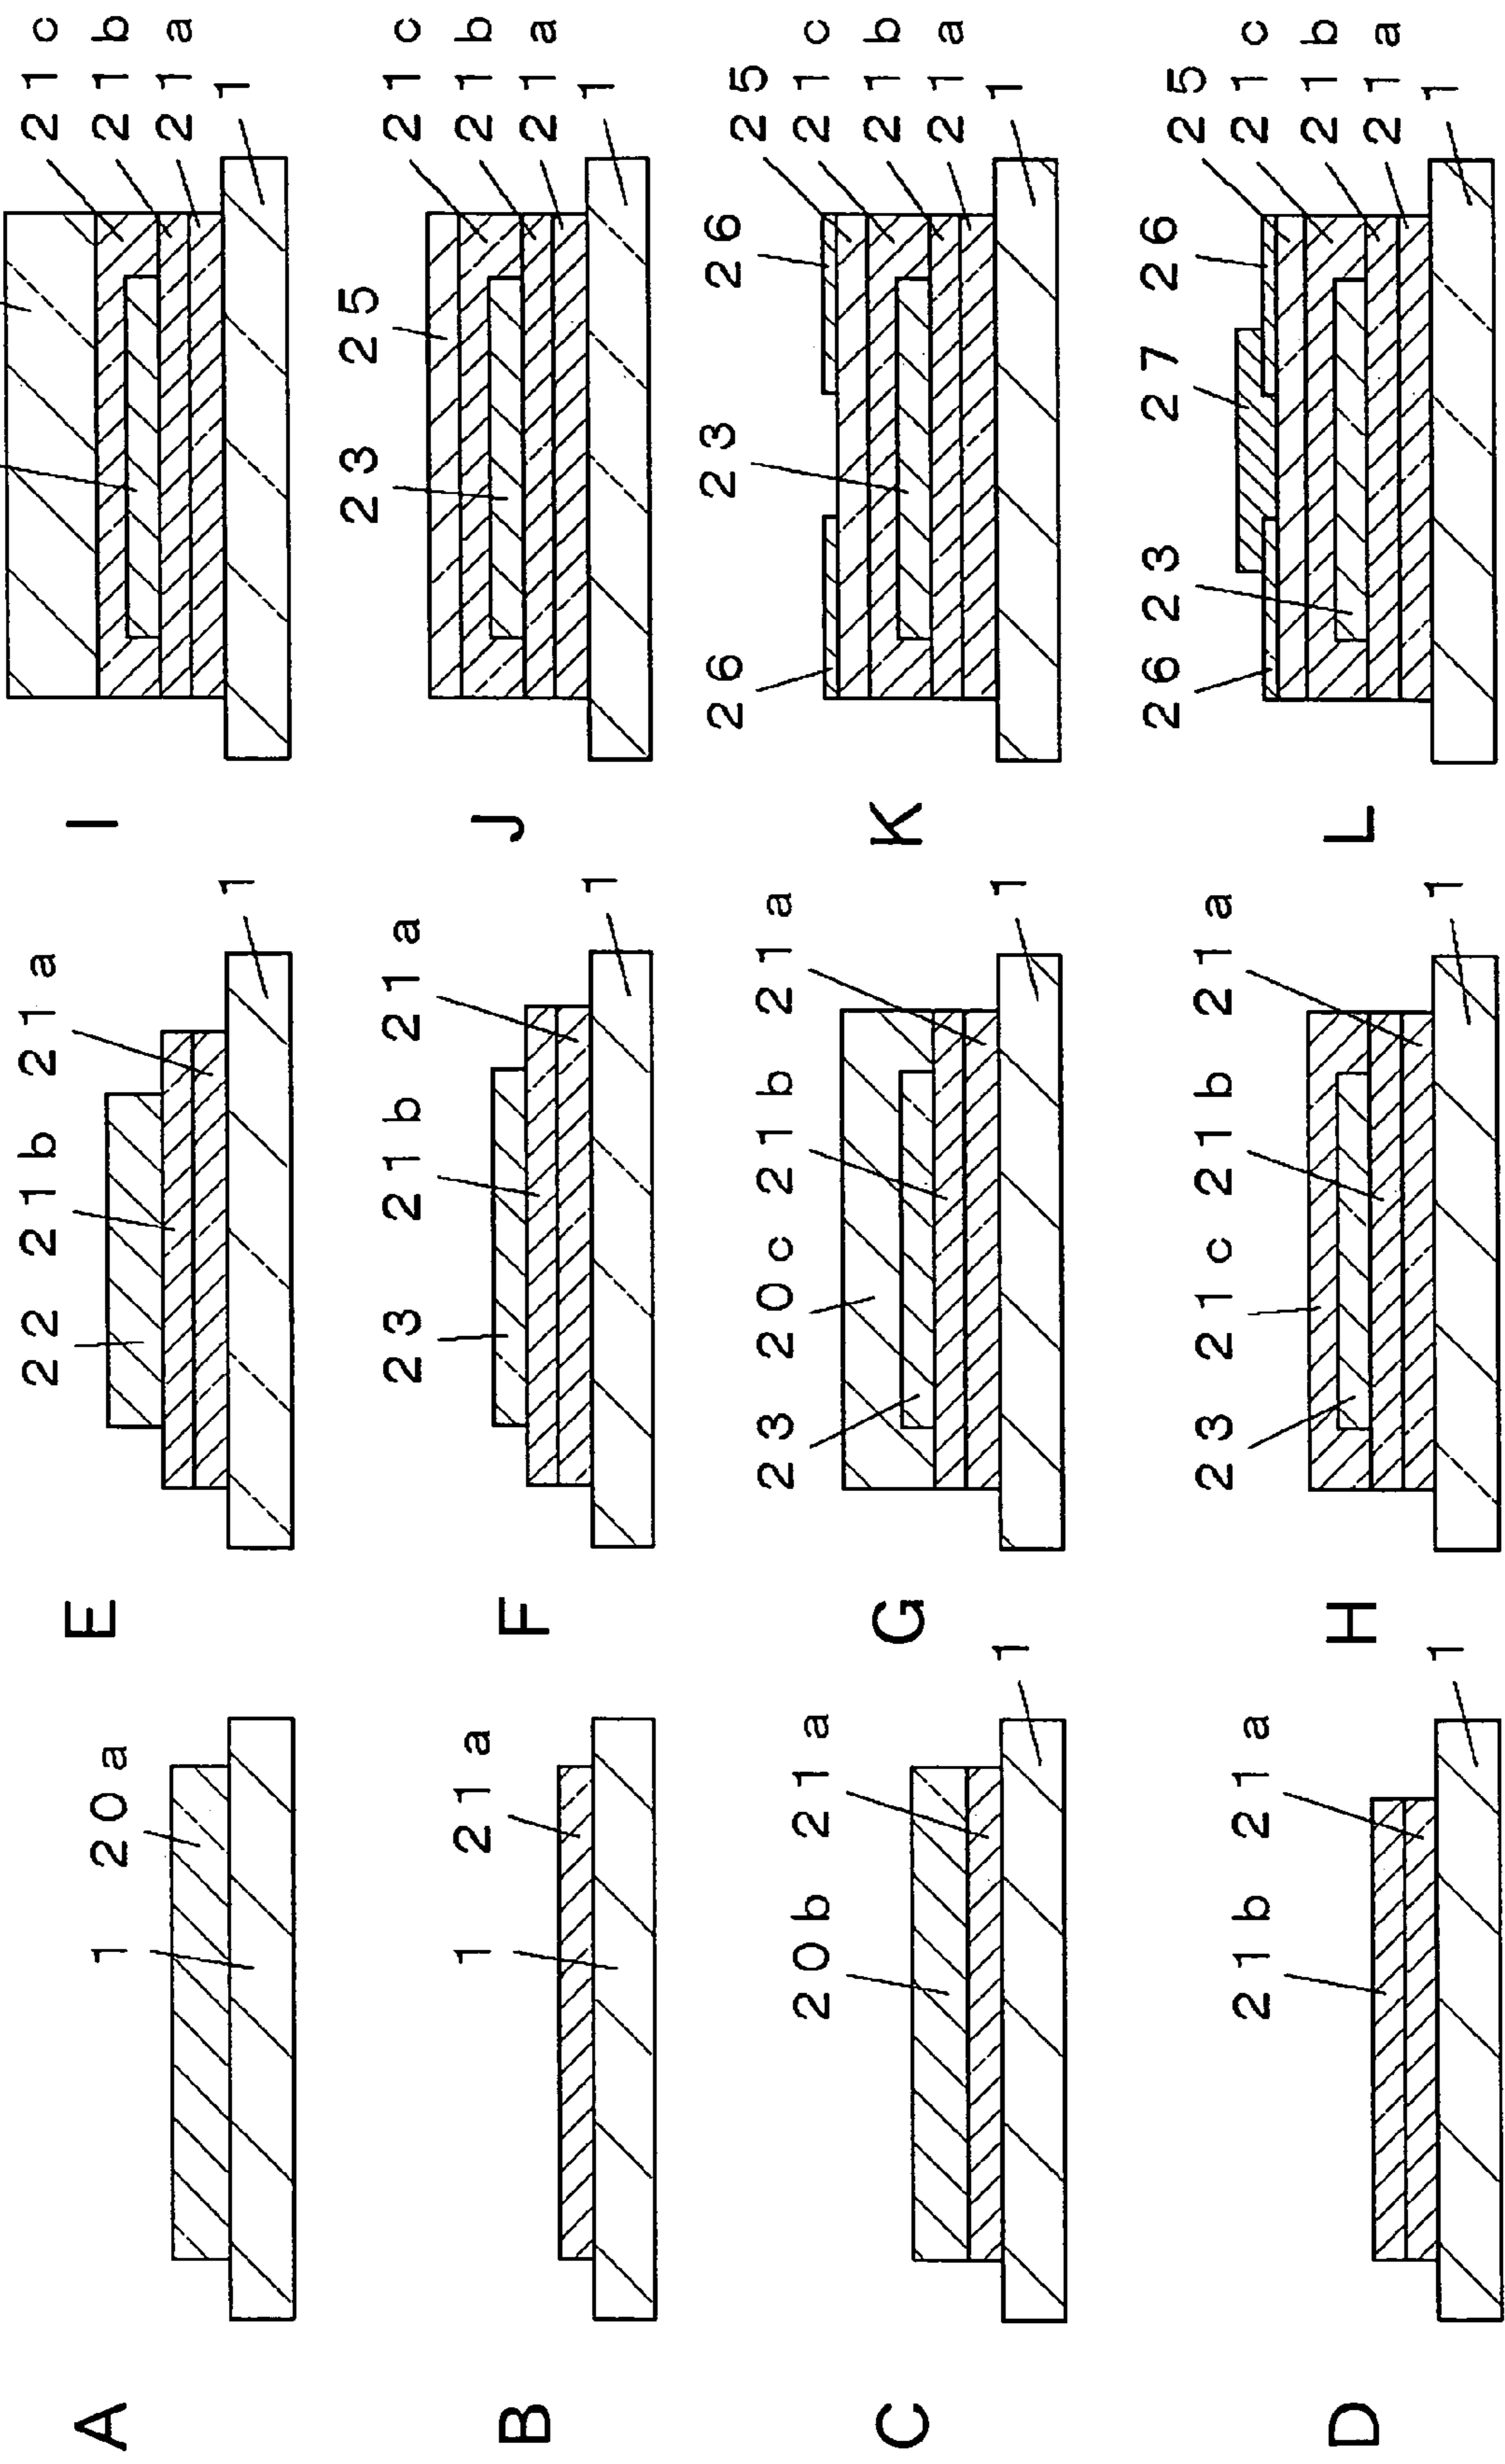 A
1 20a
B
1 21a
C
20b 21a
1
D
21b 21a
1
E
22 21b 21a
1
F
23 21b 21a
1
G
23 20c 21b 21a
1
H
23 21c 21b 21a
1
I
21c
21b
21a
1
J
23 25
21c
21b
21a
1
K
26 23 26
25
21c
21b
21a
1
L
26 23 27 26
25
21c
21b
21a
1